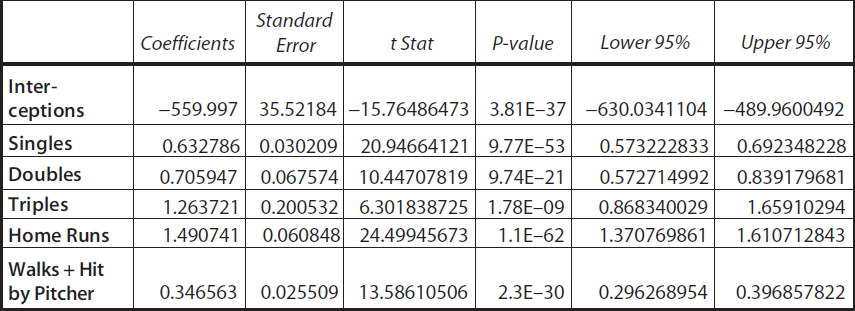 Coefficients Standard Error t Stat P-value Lower 95% Upper 95%
Inter-
ceptions −559.997 35.52184 −15.76486473 3.81E–37 −630.0341104 −489.9600492
Singles 0.632786 0.030209 20.94664121 9.77E–53 0.573222833 0.692348228
Doubles 0.705947 0.067574 10.44707819 9.74E–21 0.572714992 0.839179681
Triples 1.263721 0.200532 6.301838725 1.78E–09 0.868340029 1.65910294
Home Runs 1.490741 0.060848 24.49945673 1.1E–62 1.370769861 1.610712843
Walks + Hit
by Pitcher 0.346563 0.025509 13.58610506 2.3E–30 0.296268954 0.396857822